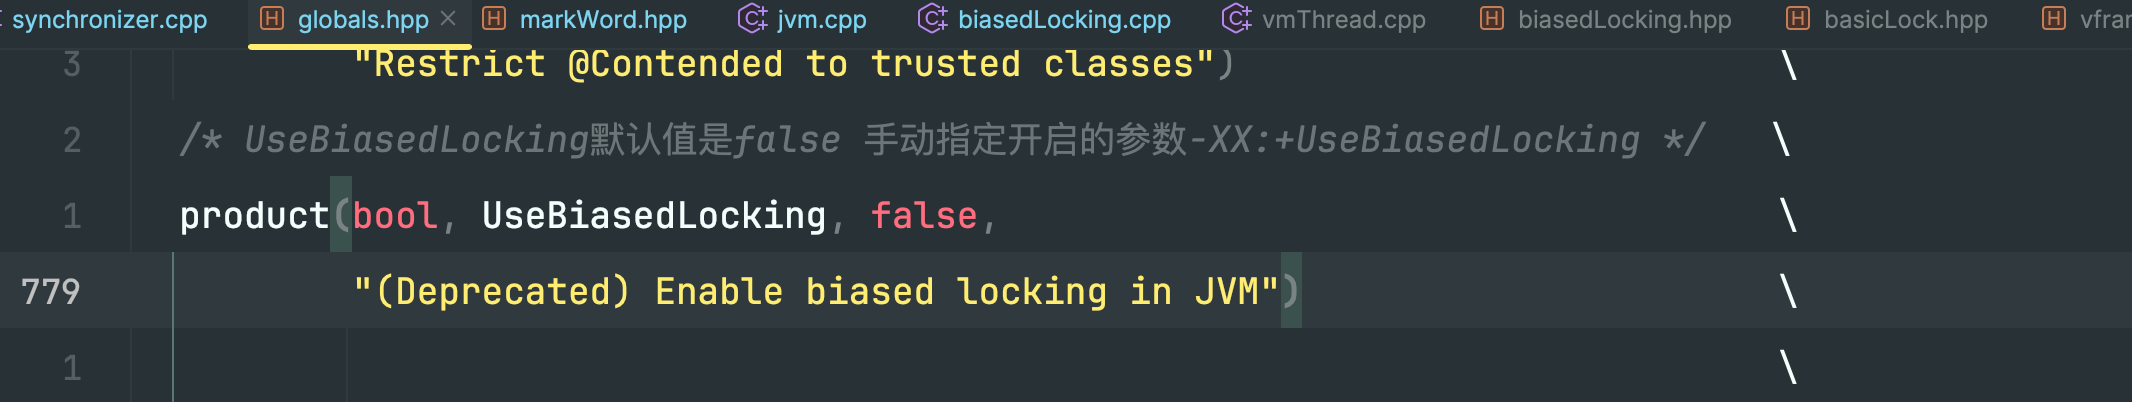 synchronizer.cpp globals.hpp markWord.hpp jvm.cpp biasedLocking.cpp vmThread.cpp biasedLocking.hpp basicLock.hpp vfran
3 "Restrict @Contended to trusted classes") \
2 /* UseBiasedLocking默认值是false 手动指定开启的参数-XX:+UseBiasedLocking */ \
1 product(bool, UseBiasedLocking, false, \
779 "(Deprecated) Enable biased locking in JVM") \
1 \